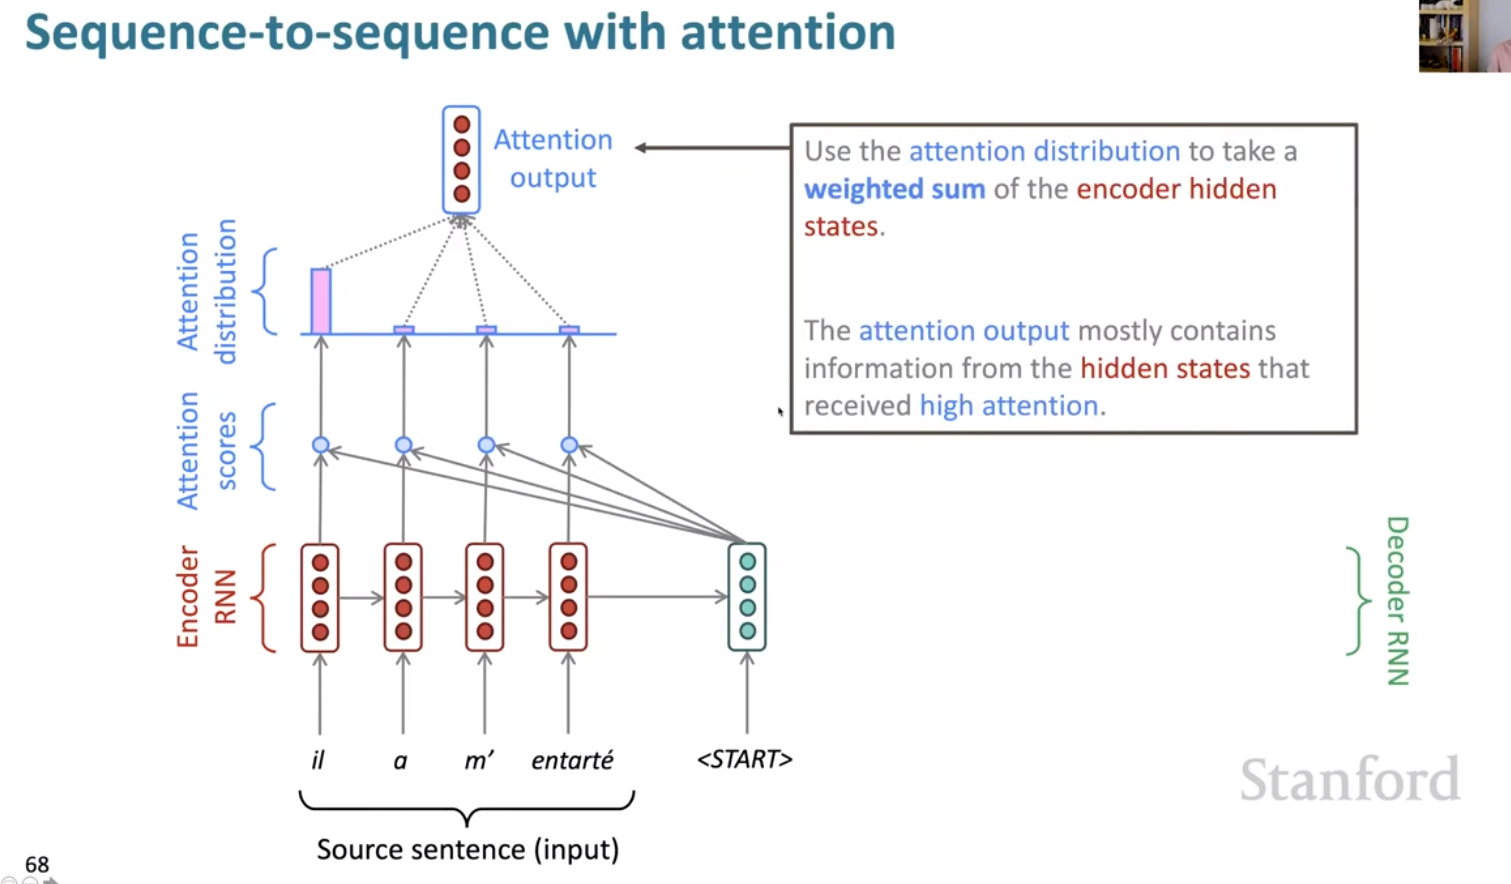 Sequence-to-sequence with attention
Attention
output
Use the attention distribution to take a
weighted sum of the encoder hidden
states.
The attention output mostly contains
information from the hidden states that
received high attention.
Attention
distribution
Attention
scores
Encoder
RNN
Decoder RNN
il a m’ entarté <START>
Source sentence (input)
Stanford
68